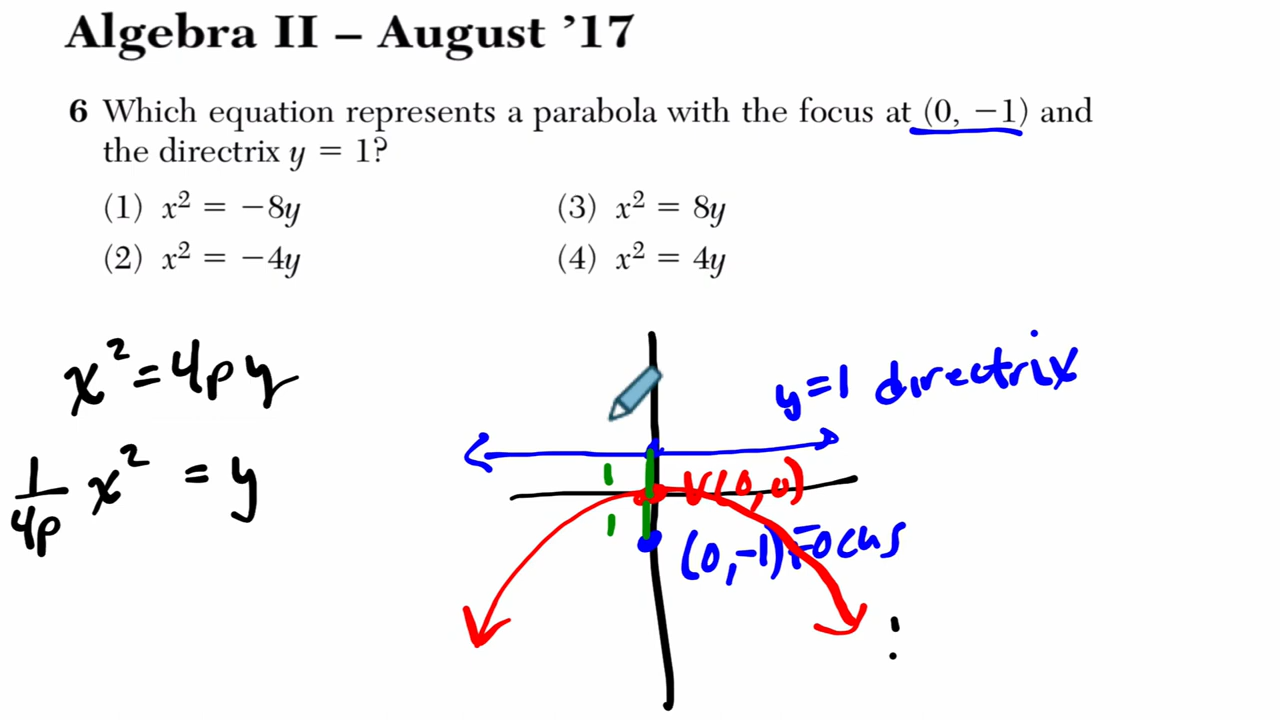 Algebra II – August ’17
6 Which equation represents a parabola with the focus at (0, −1) and
the directrix y = 1?
(1) x² = −8y
(3) x² = 8y
(2) x² = −4y
(4) x² = 4y
x² = 4py
y=1 directrix
1/4p x² = y
1
V(0,0)
1
(0,-1) Focus